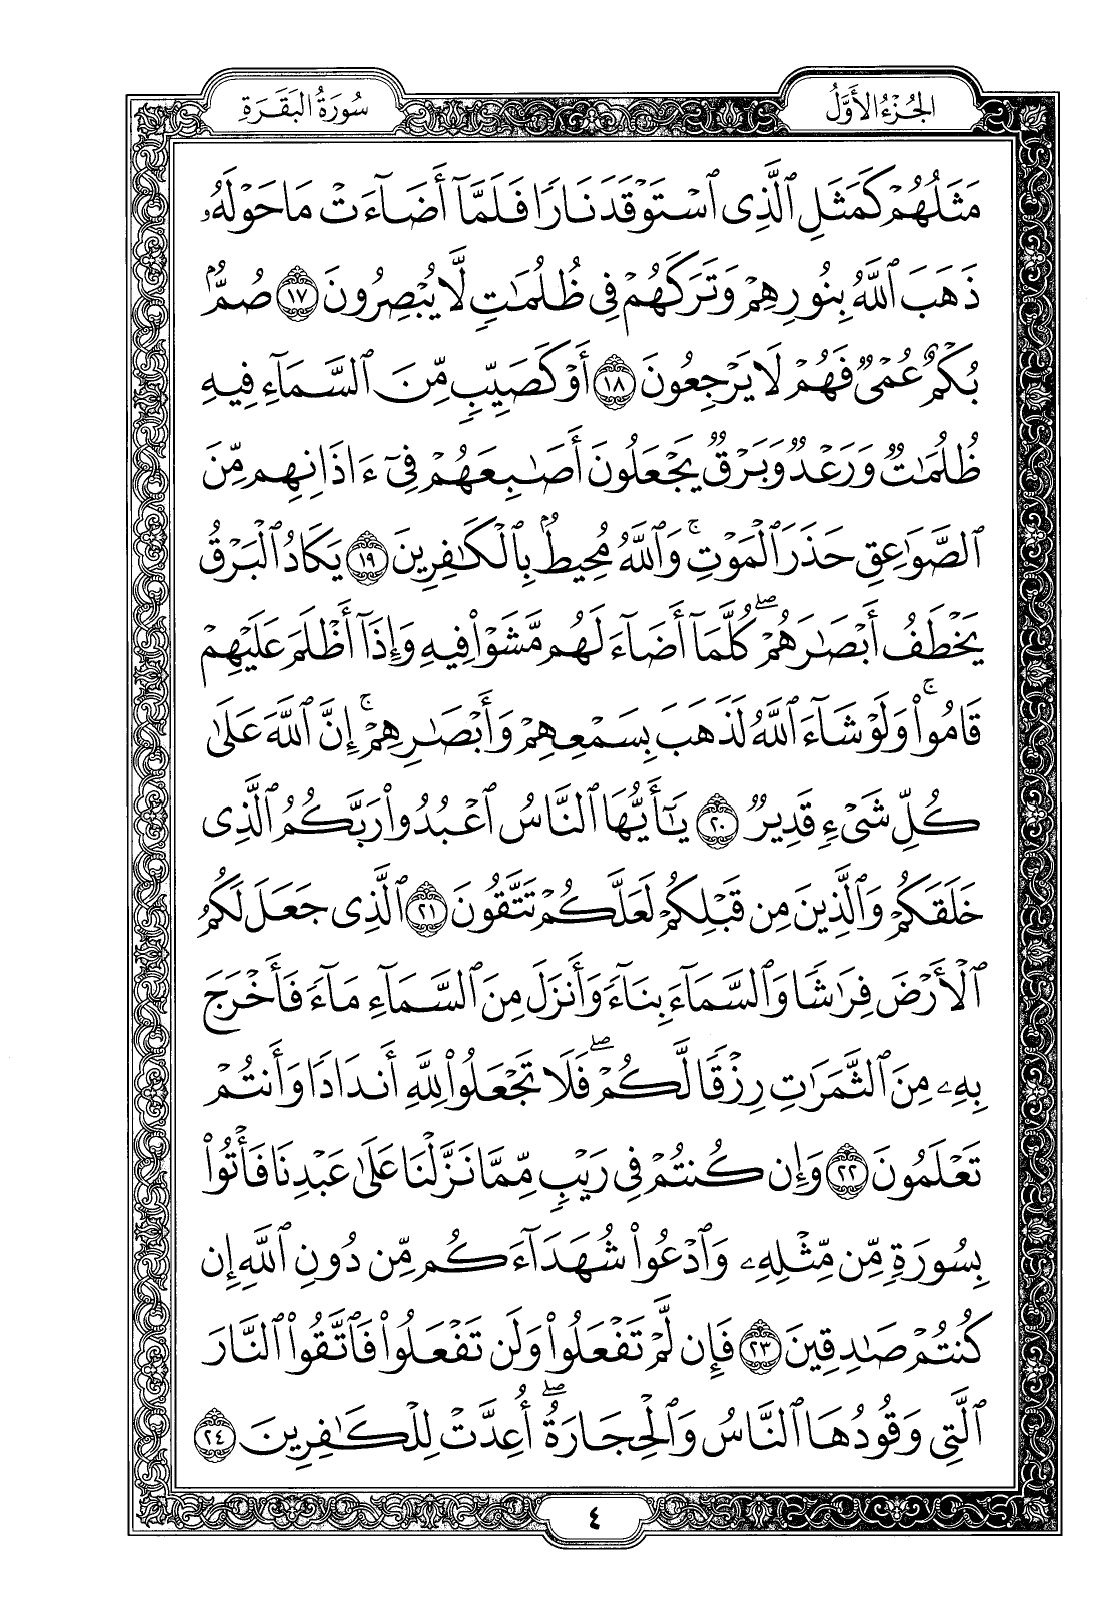 الجُزْءُ الأَوَّلُ
سُورَةُ البَقَرَةِ
مَثَلُهُمْ كَمَثَلِ ٱلَّذِى ٱسْتَوْقَدَ نَارًا فَلَمَّآ أَضَآءَتْ مَا حَوْلَهُۥ
ذَهَبَ ٱللَّهُ بِنُورِهِمْ وَتَرَكَهُمْ فِى ظُلُمَٰتٍ لَّا يُبْصِرُونَ ١٧ صُمٌّۢ
بُكْمٌ عُمْىٌ فَهُمْ لَا يَرْجِعُونَ ١٨ أَوْ كَصَيِّبٍ مِّنَ ٱلسَّمَآءِ فِيهِ
ظُلُمَٰتٌ وَرَعْدٌ وَبَرْقٌ يَجْعَلُونَ أَصَٰبِعَهُمْ فِىٓ ءَاذَانِهِم مِّنَ
ٱلصَّوَٰعِقِ حَذَرَ ٱلْمَوْتِ ۚ وَٱللَّهُ مُحِيطٌۢ بِٱلْكَٰفِرِينَ ١٩ يَكَادُ ٱلْبَرْقُ
يَخْطَفُ أَبْصَٰرَهُمْ ۖ كُلَّمَآ أَضَآءَ لَهُم مَّشَوْا۟ فِيهِ وَإِذَآ أَظْلَمَ عَلَيْهِمْ
قَامُوا۟ ۚ وَلَوْ شَآءَ ٱللَّهُ لَذَهَبَ بِسَمْعِهِمْ وَأَبْصَٰرِهِمْ ۚ إِنَّ ٱللَّهَ عَلَىٰ
كُلِّ شَىْءٍ قَدِيرٌ ٢٠ يَٰٓأَيُّهَا ٱلنَّاسُ ٱعْبُدُوا۟ رَبَّكُمُ ٱلَّذِى
خَلَقَكُمْ وَٱلَّذِينَ مِن قَبْلِكُمْ لَعَلَّكُمْ تَتَّقُونَ ٢١ ٱلَّذِى جَعَلَ لَكُمُ
ٱلْأَرْضَ فِرَٰشًا وَٱلسَّمَآءَ بِنَآءً وَأَنزَلَ مِنَ ٱلسَّمَآءِ مَآءً فَأَخْرَجَ
بِهِۦ مِنَ ٱلثَّمَرَٰتِ رِزْقًا لَّكُمْ ۖ فَلَا تَجْعَلُوا۟ لِلَّهِ أَندَادًا وَأَنتُمْ
تَعْلَمُونَ ٢٢ وَإِن كُنتُمْ فِى رَيْبٍ مِّمَّا نَزَّلْنَا عَلَىٰ عَبْدِنَا فَأْتُوا۟
بِسُورَةٍ مِّن مِّثْلِهِۦ وَٱدْعُوا۟ شُهَدَآءَكُم مِّن دُونِ ٱللَّهِ إِن
كُنتُمْ صَٰدِقِينَ ٢٣ فَإِن لَّمْ تَفْعَلُوا۟ وَلَن تَفْعَلُوا۟ فَٱتَّقُوا۟ ٱلنَّارَ
ٱلَّتِى وَقُودُهَا ٱلنَّاسُ وَٱلْحِجَارَةُ ۖ أُعِدَّتْ لِلْكَٰفِرِينَ ٢٤
٤